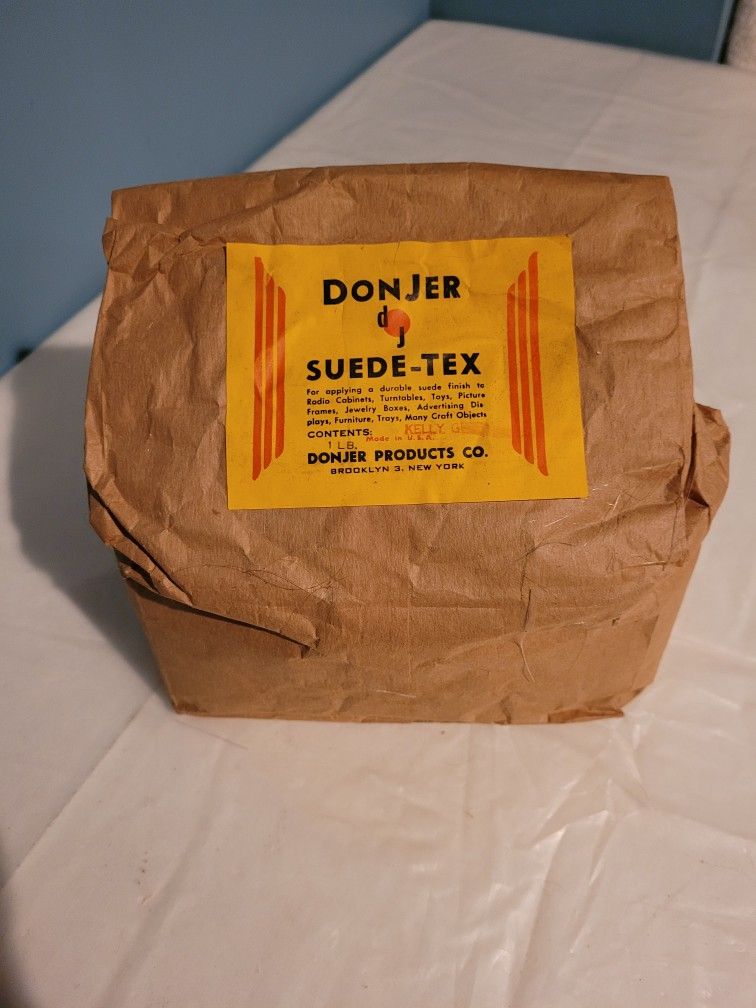 DONJER
d
j
SUEDE-TEX
For applying a durable suede finish to
Radio Cabinets, Turntables, Toys, Picture
Frames, Jewelry Boxes, Advertising Dis-
plays, Furniture, Trays, Many Craft Objects
CONTENTS: KELLY
1 LB. Made in U.S.A.
DONJER PRODUCTS CO.
BROOKLYN 3, NEW YORK